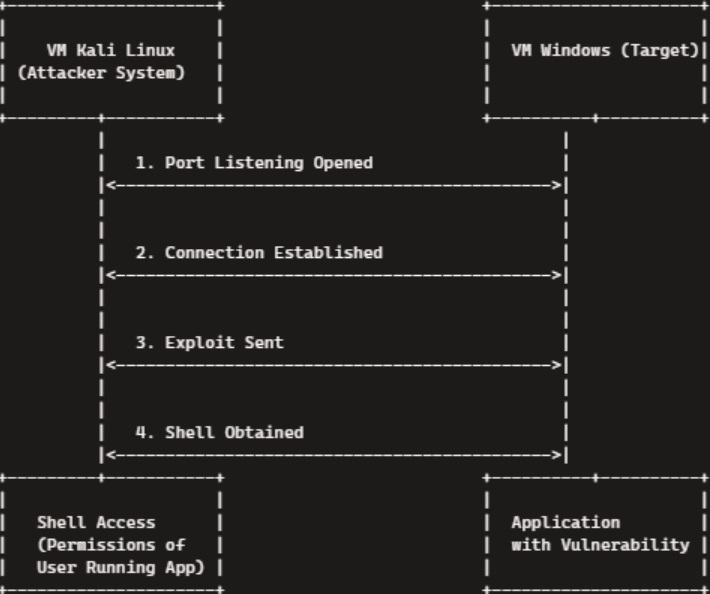 VM Kali Linux
(Attacker System)
VM Windows (Target)
1. Port Listening Opened
2. Connection Established
3. Exploit Sent
4. Shell Obtained
Shell Access
(Permissions of
User Running App)
Application
with Vulnerability